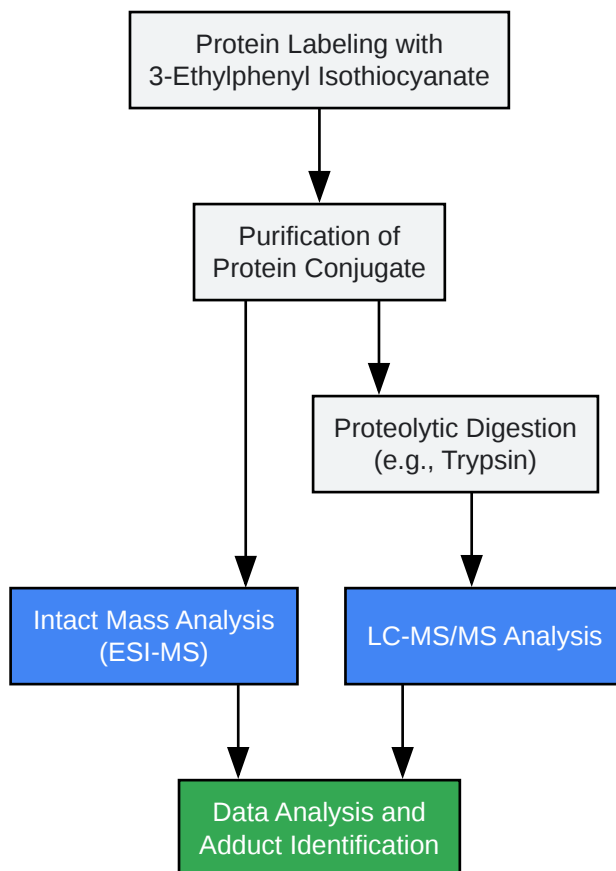 Protein Labeling with
3-Ethylphenyl Isothiocyanate
Purification of
Protein Conjugate
Proteolytic Digestion
(e.g., Trypsin)
Intact Mass Analysis
(ESI-MS)
LC-MS/MS Analysis
Data Analysis and
Adduct Identification